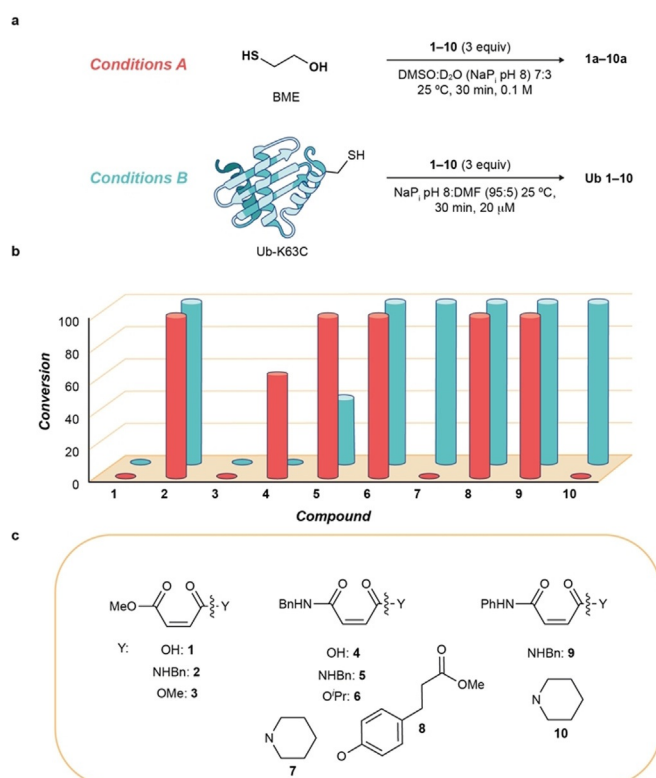 a
Conditions A
HS
OH
BME
1–10 (3 equiv)
DMSO:D₂O (NaPᵢ pH 8) 7:3
25 ºC, 30 min, 0.1 M
1a–10a
Conditions B
SH
Ub-K63C
1–10 (3 equiv)
NaPᵢ pH 8:DMF (95:5) 25 ºC,
30 min, 20 μM
Ub 1–10
b
Conversion
100
80
60
40
20
0
1 2 3 4 5 6 7 8 9 10
Compound
c
MeO O O Y
BnHN O O Y
PhHN O O Y
Y: OH: 1
NHBn: 2
OMe: 3
OH: 4
NHBn: 5
OⁱPr: 6
NHBn: 9
N
7
O
O
OMe
8
N
10